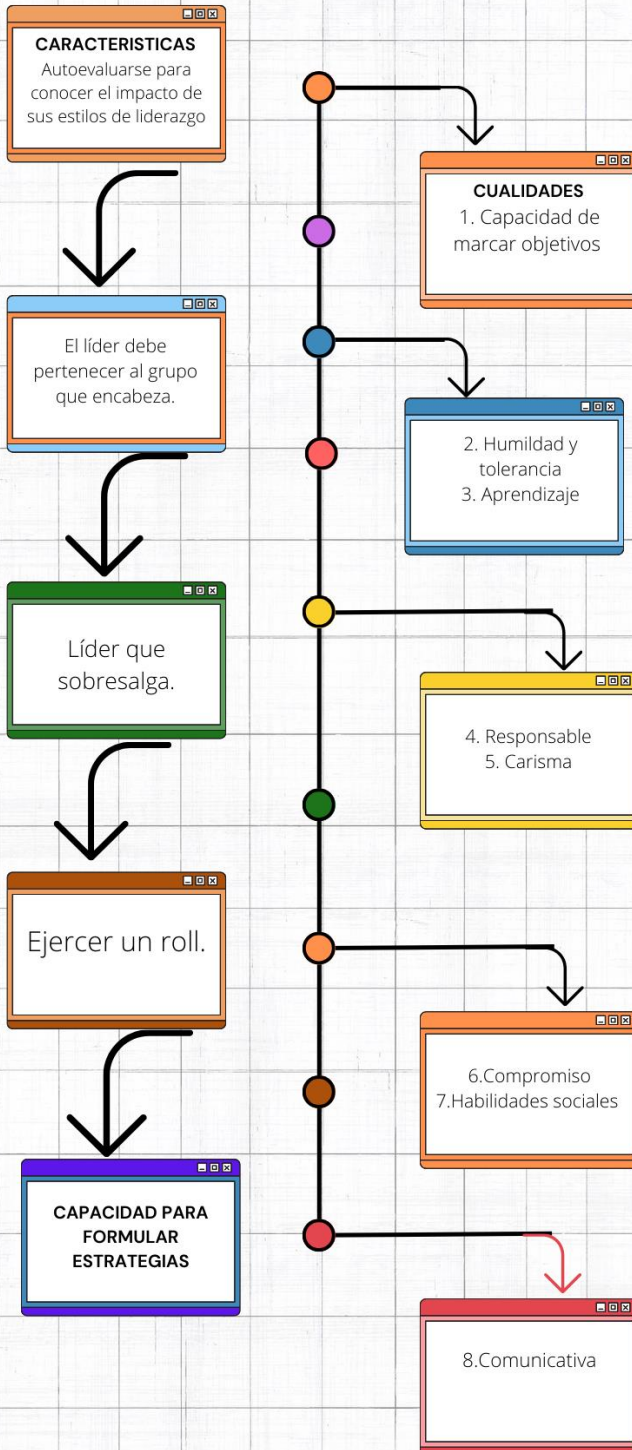 CARACTERISTICAS
Autoevaluarse para
conocer el impacto de
sus estilos de liderazgo
El líder debe
pertenecer al grupo
que encabeza.
Líder que
sobresalga.
Ejercer un roll.
CAPACIDAD PARA
FORMULAR
ESTRATEGIAS
CUALIDADES
1. Capacidad de
marcar objetivos
2. Humildad y
tolerancia
3. Aprendizaje
4. Responsable
5. Carisma
6.Compromiso
7.Habilidades sociales
8.Comunicativa